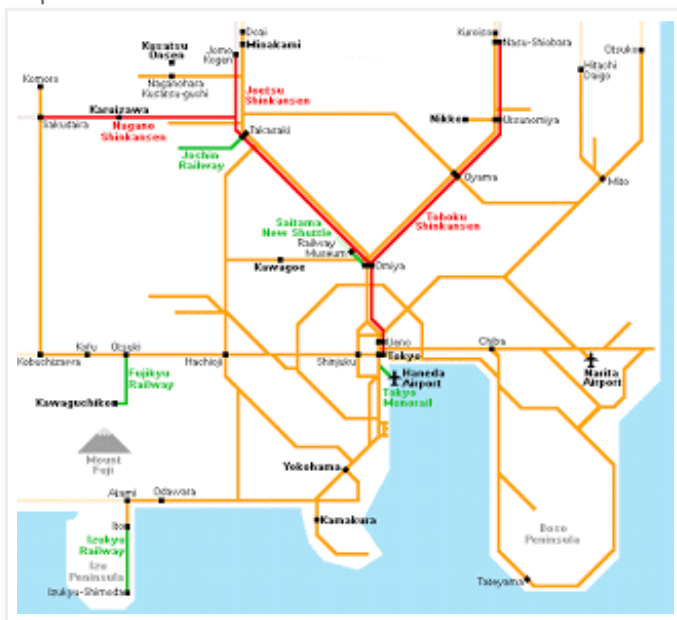 Doai
Minakami
Jomo
Kogen
Kusatsu
Onsen
Naganohara
Kusatsu-guchi
Komoro
Karuizawa
Sakudaira
Nagano
Shinkansen
Joetsu
Shinkansen
Takasaki
Joshin
Railway
Kuroiso
Nasu-Shiobara
Otsuko
Hitachi
Daigo
Nikko
Utsunomiya
Oyama
Mito
Tohoku
Shinkansen
Saitama
New Shuttle
Railway
Museum
Omiya
Kawagoe
Ueno
Tokyo
Chiba
Kobuchizawa
Kofu
Otsuki
Hachioji
Shinjuku
Fujikyu
Railway
Kawaguchiko
Haneda
Airport
Tokyo
Monorail
Narita
Airport
Mount
Fuji
Yokohama
Atami
Odawara
Kamakura
Ito
Izukyu
Railway
Izu
Peninsula
Izukyu-Shimoda
Boso
Peninsula
Tateyama